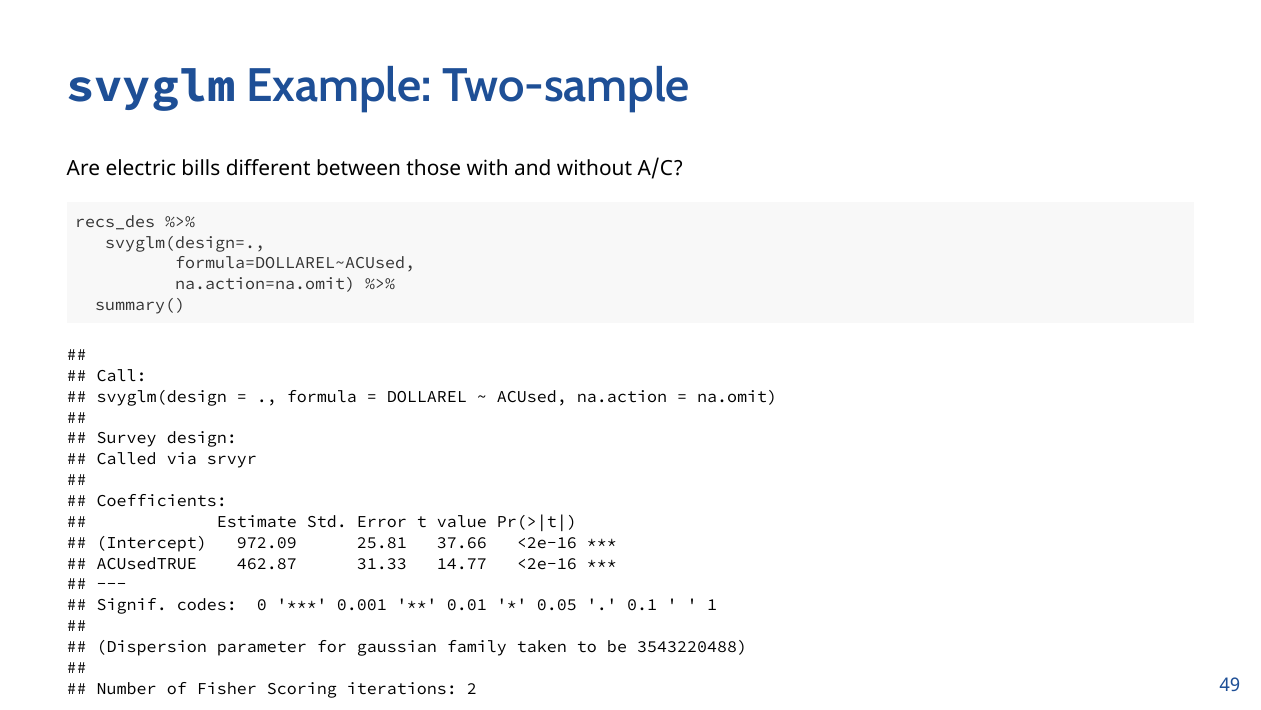 svyglm Example: Two-sample
Are electric bills different between those with and without A/C?
recs_des %>%
   svyglm(design=.,
          formula=DOLLAREL~ACUsed,
          na.action=na.omit) %>%
  summary()
##
## Call:
## svyglm(design = ., formula = DOLLAREL ~ ACUsed, na.action = na.omit)
##
## Survey design:
## Called via srvyr
##
## Coefficients:
##             Estimate Std. Error t value Pr(>|t|)
## (Intercept)   972.09      25.81   37.66   <2e-16 ***
## ACUsedTRUE    462.87      31.33   14.77   <2e-16 ***
## ---
## Signif. codes:  0 '***' 0.001 '**' 0.01 '*' 0.05 '.' 0.1 ' ' 1
##
## (Dispersion parameter for gaussian family taken to be 3543220488)
##
## Number of Fisher Scoring iterations: 2
49